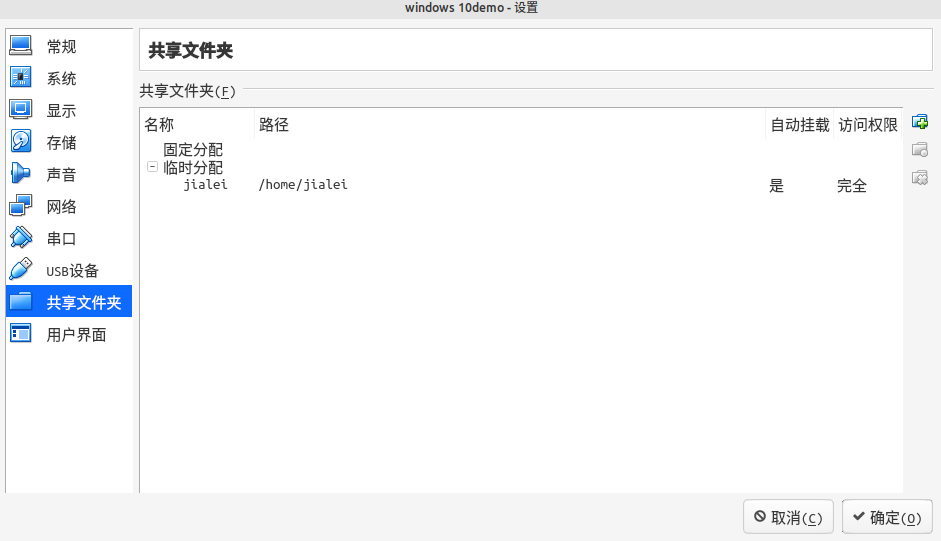 windows 10demo - 设置
常规
系统
显示
存储
声音
网络
串口
USB设备
共享文件夹
用户界面
共享文件夹
共享文件夹(F)
名称 路径 自动挂载 访问权限
固定分配
临时分配
jialei /home/jialei 是 完全
取消(C) 确定(O)